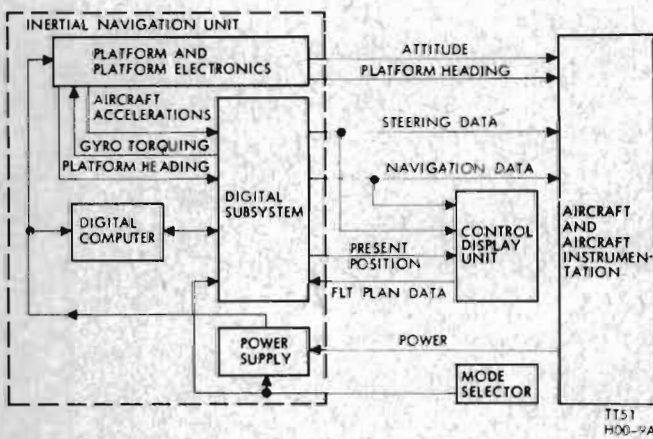 INERTIAL NAVIGATION UNIT
PLATFORM AND
PLATFORM ELECTRONICS
ATTITUDE
PLATFORM HEADING
AIRCRAFT
ACCELERATIONS
GYRO TORQUING
PLATFORM HEADING
STEERING DATA
NAVIGATION DATA
DIGITAL
SUBSYSTEM
DIGITAL
COMPUTER
CONTROL
DISPLAY
UNIT
AIRCRAFT
AND
AIRCRAFT
INSTRUMEN-
TATION
PRESENT
POSITION
FLT PLAN DATA
POWER
SUPPLY
POWER
MODE
SELECTOR
TT51
H00-9A